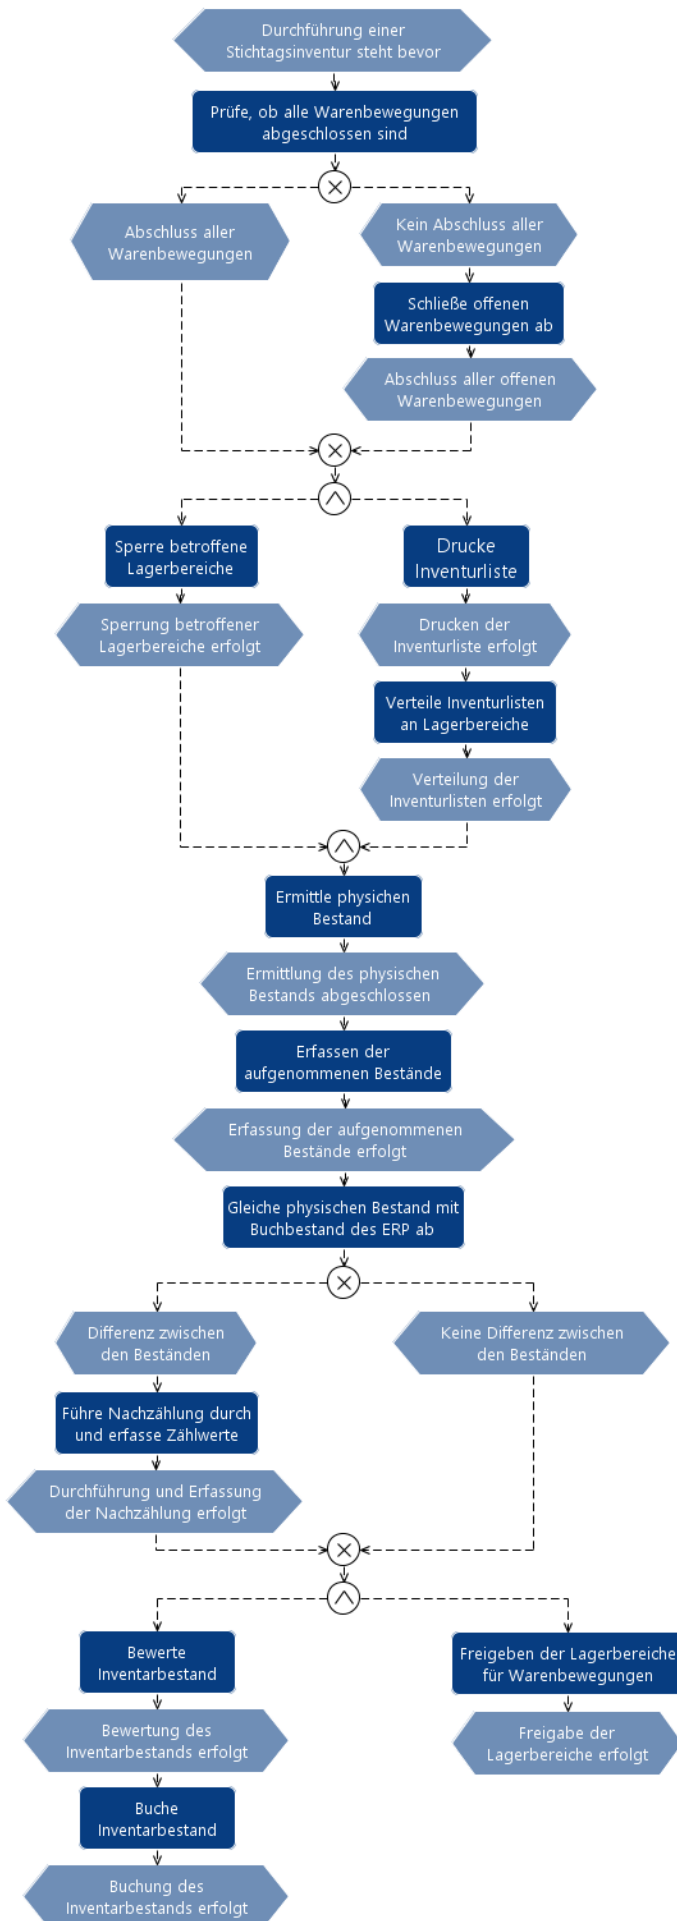 Durchführung einer
Stichtagsinventur steht bevor
Prüfe, ob alle Warenbewegungen
abgeschlossen sind
Abschluss aller
Warenbewegungen
Kein Abschluss aller
Warenbewegungen
Schließe offenen
Warenbewegungen ab
Abschluss aller offenen
Warenbewegungen
Sperre betroffene
Lagerbereiche
Drucke
Inventurliste
Sperrung betroffener
Lagerbereiche erfolgt
Drucken der
Inventurliste erfolgt
Verteile Inventurlisten
an Lagerbereiche
Verteilung der
Inventurlisten erfolgt
Ermittle physichen
Bestand
Ermittlung des physischen
Bestands abgeschlossen
Erfassen der
aufgenommenen Bestände
Erfassung der aufgenommenen
Bestände erfolgt
Gleiche physischen Bestand mit
Buchbestand des ERP ab
Differenz zwischen
den Beständen
Keine Differenz zwischen
den Beständen
Führe Nachzählung durch
und erfasse Zählwerte
Durchführung und Erfassung
der Nachzählung erfolgt
Bewerte
Inventarbestand
Freigeben der Lagerbereiche
für Warenbewegungen
Bewertung des
Inventarbestands erfolgt
Freigabe der
Lagerbereiche erfolgt
Buche
Inventarbestand
Buchung des
Inventarbestands erfolgt